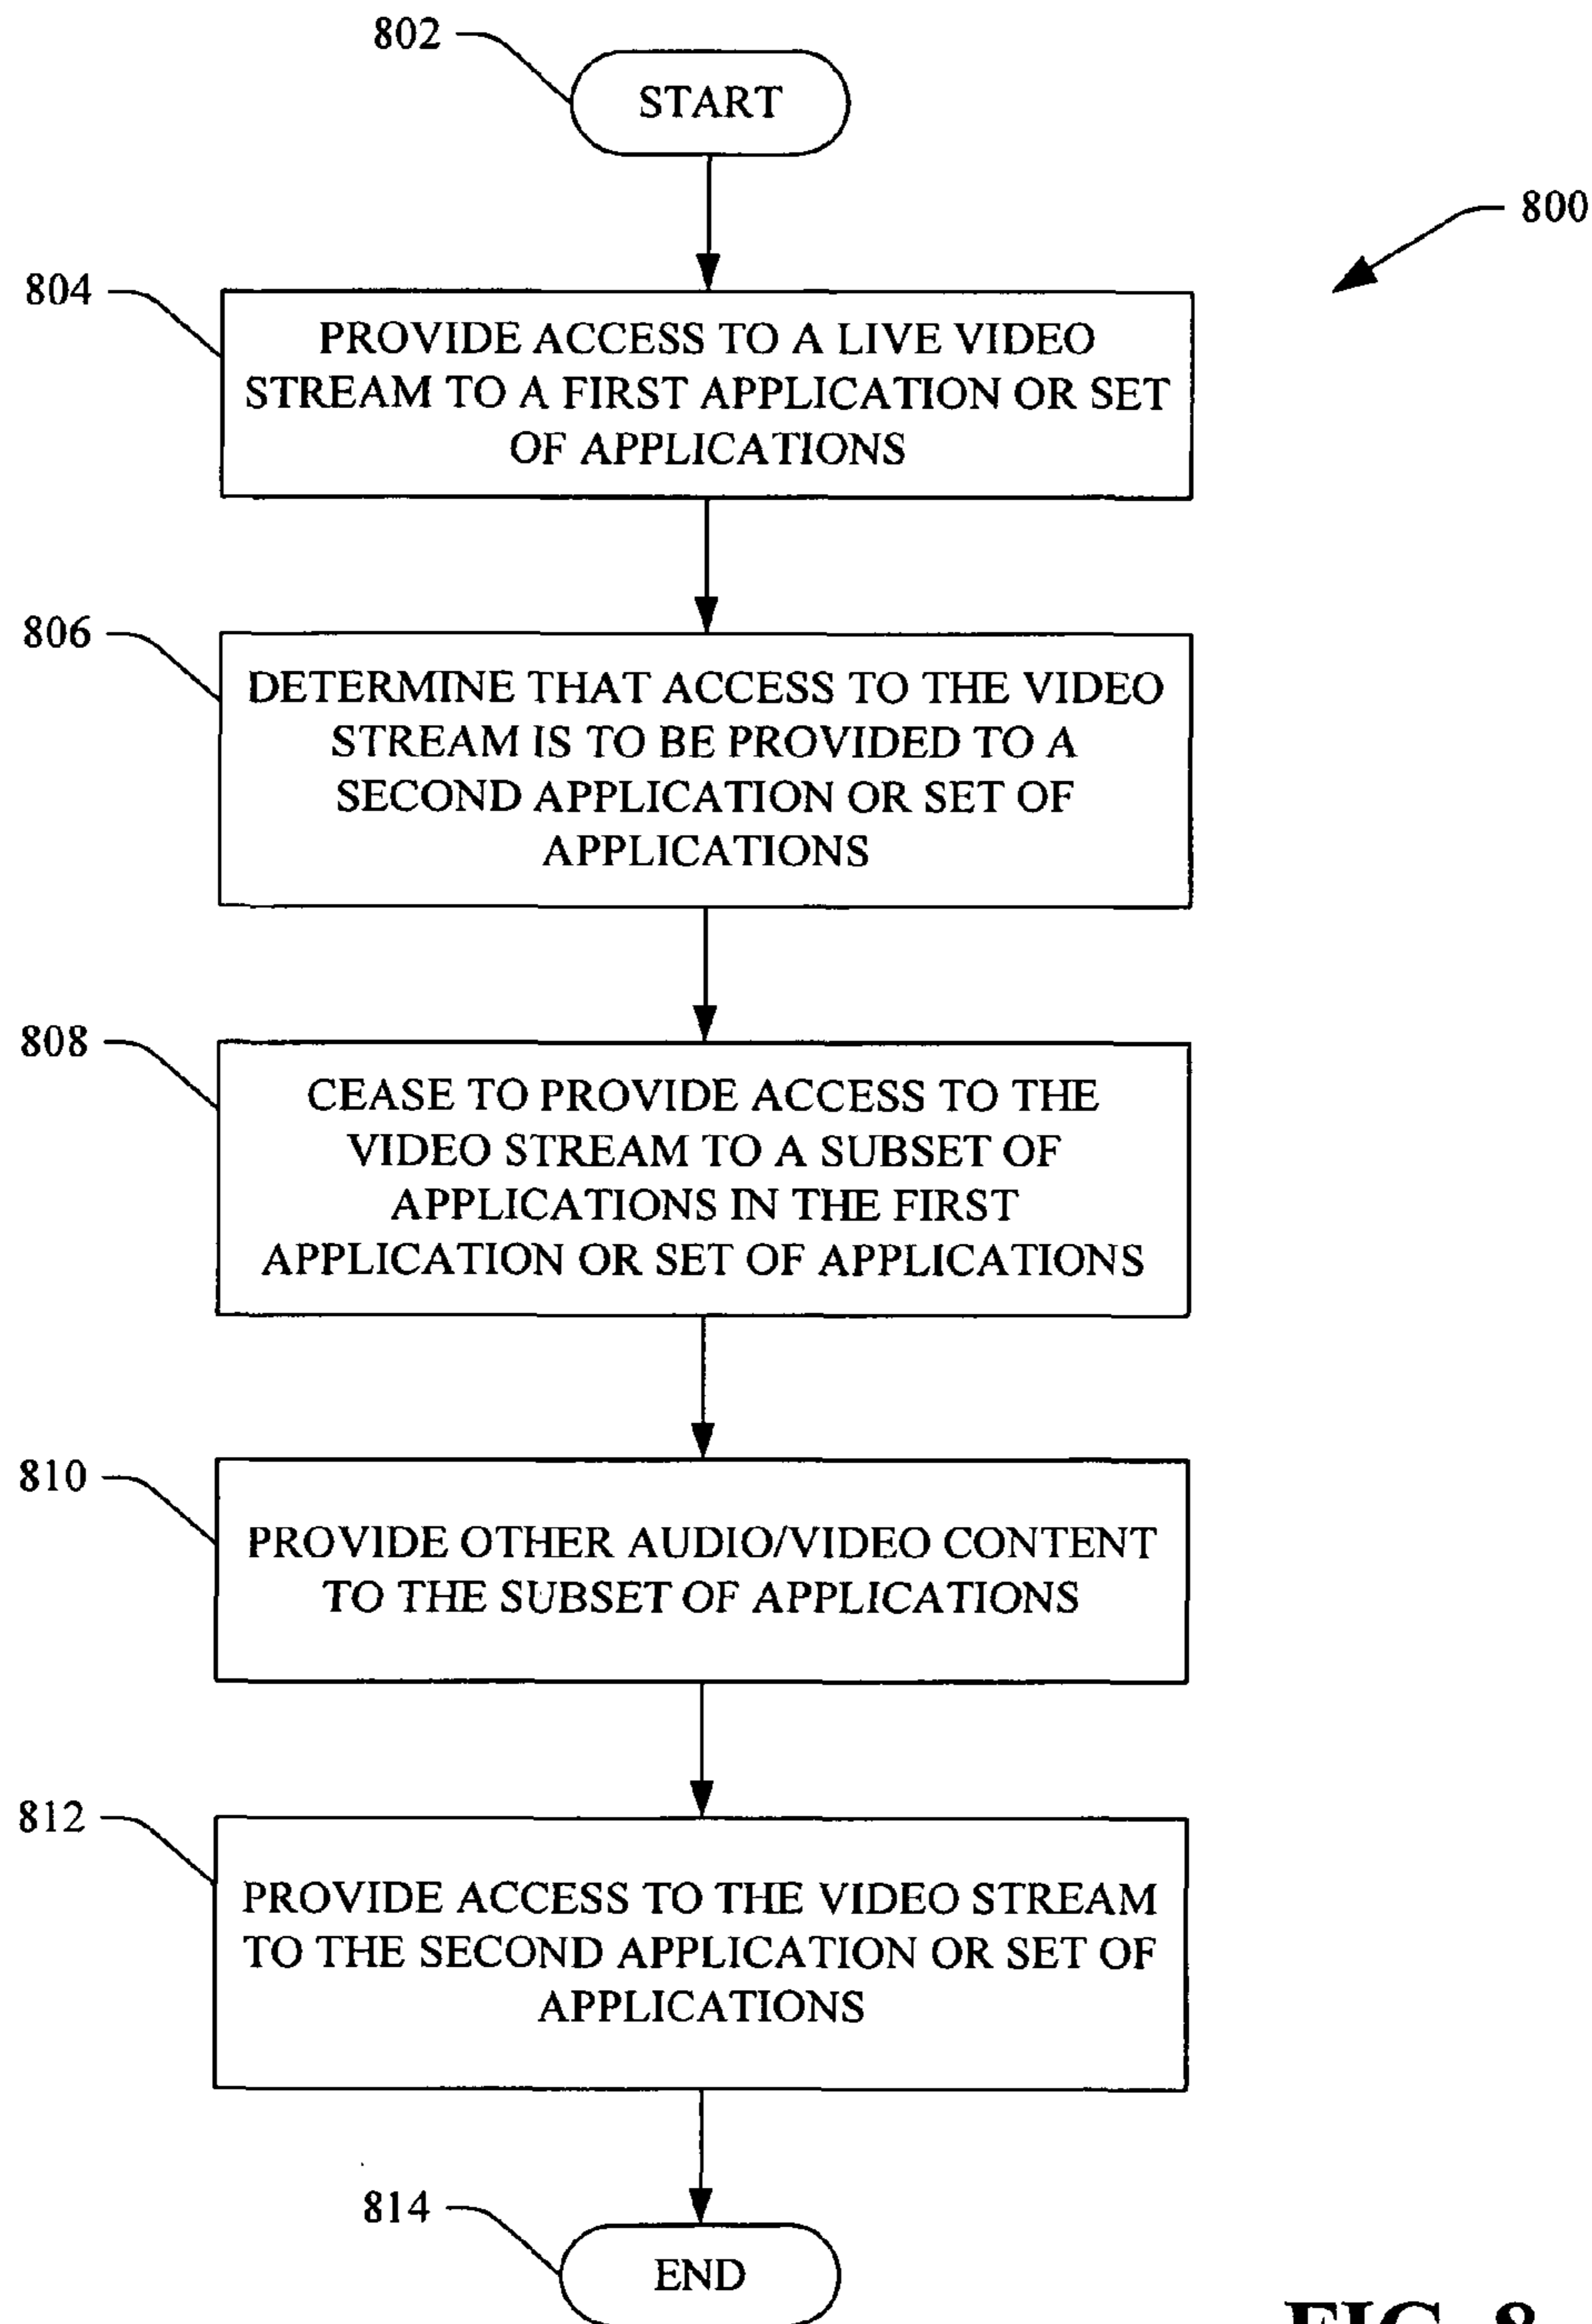 802
START
800
804
PROVIDE ACCESS TO A LIVE VIDEO
STREAM TO A FIRST APPLICATION OR SET
OF APPLICATIONS
806
DETERMINE THAT ACCESS TO THE VIDEO
STREAM IS TO BE PROVIDED TO A
SECOND APPLICATION OR SET OF
APPLICATIONS
808
CEASE TO PROVIDE ACCESS TO THE
VIDEO STREAM TO A SUBSET OF
APPLICATIONS IN THE FIRST
APPLICATION OR SET OF APPLICATIONS
810
PROVIDE OTHER AUDIO/VIDEO CONTENT
TO THE SUBSET OF APPLICATIONS
812
PROVIDE ACCESS TO THE VIDEO STREAM
TO THE SECOND APPLICATION OR SET OF
APPLICATIONS
814
END
FIG. 8